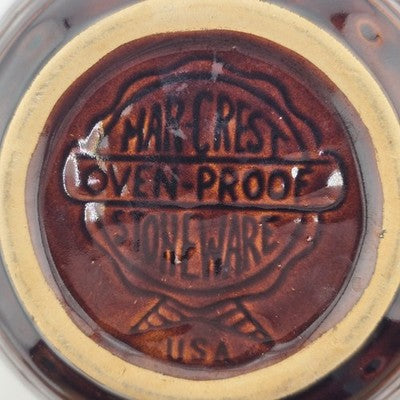 MAR-CREST
OVEN-PROOF
STONEWARE
USA